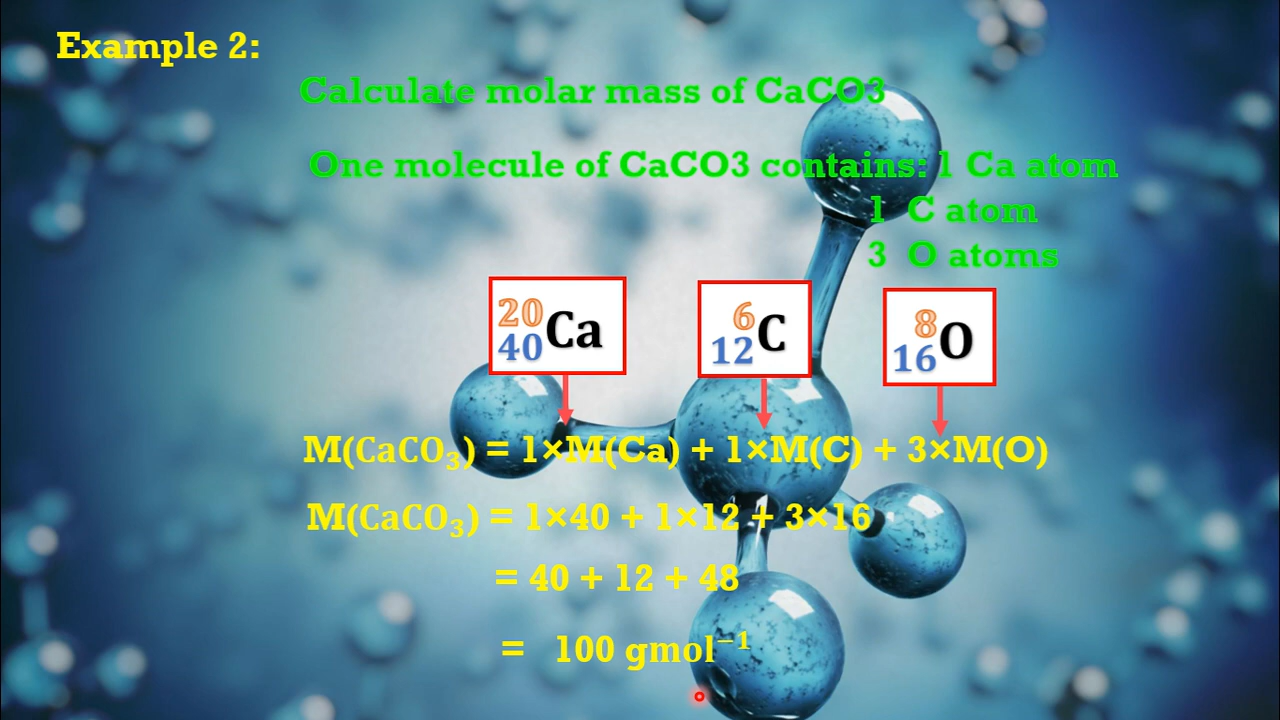 Example 2:
Calculate molar mass of CaCO3
One molecule of CaCO3 contains: 1 Ca atom
1 C atom
3 O atoms
20
40 Ca
6
12 C
8
16 O
M(CaCO₃) = 1×M(Ca) + 1×M(C) + 3×M(O)
M(CaCO₃) = 1×40 + 1×12 + 3×16
= 40 + 12 + 48
= 100 gmol⁻¹